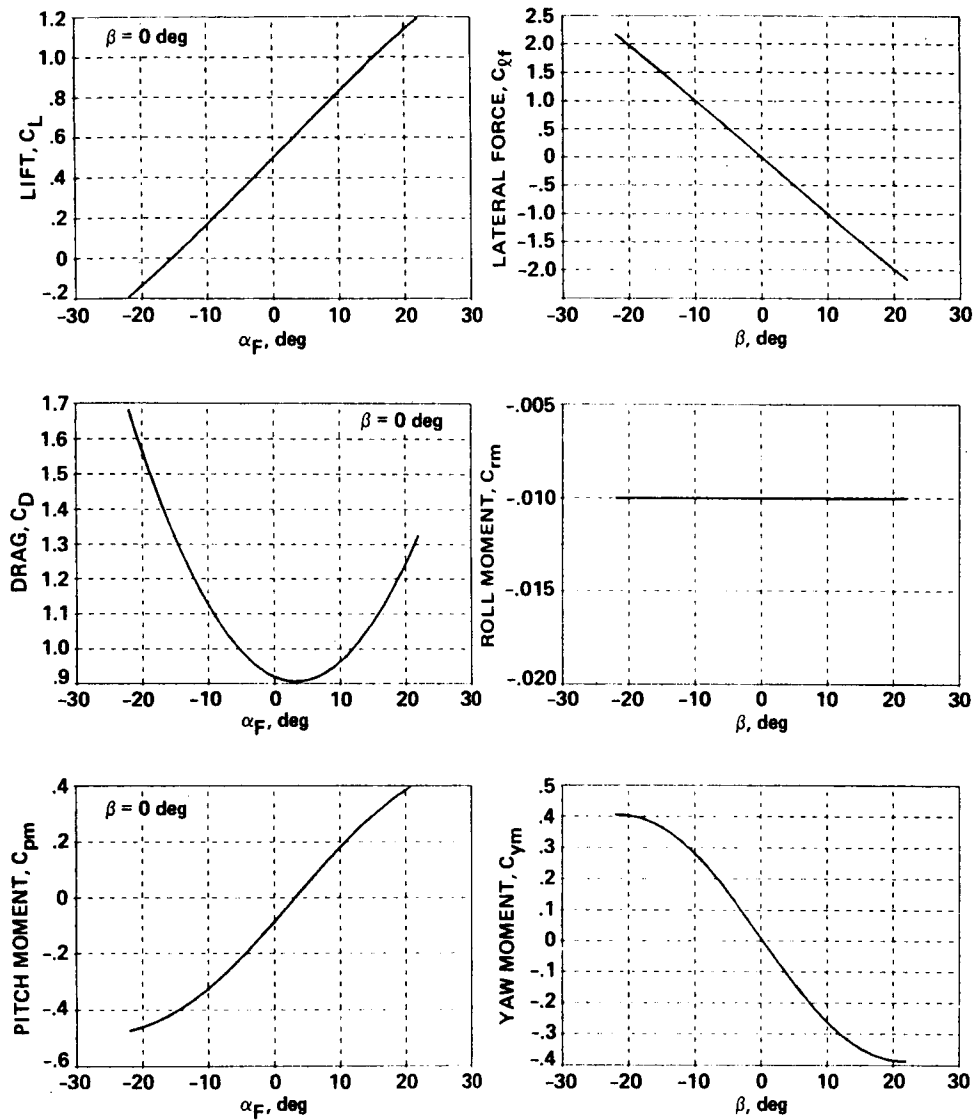 LIFT, C_L
β = 0 deg
1.2
1.0
.8
.6
.4
.2
0
-.2
-30 -20 -10 0 10 20 30
α_F, deg
LATERAL FORCE, C_ℓf
2.5
2.0
1.5
1.0
.5
0
-.5
-1.0
-1.5
-2.0
-30 -20 -10 0 10 20 30
β, deg
DRAG, C_D
β = 0 deg
1.7
1.6
1.5
1.4
1.3
1.2
1.1
1.0
.9
-30 -20 -10 0 10 20 30
α_F, deg
ROLL MOMENT, C_rm
-.005
-.010
-.015
-.020
-30 -20 -10 0 10 20 30
β, deg
PITCH MOMENT, C_pm
β = 0 deg
.4
.2
0
-.2
-.4
-.6
-30 -20 -10 0 10 20 30
α_F, deg
YAW MOMENT, C_ym
.5
.4
.3
.2
.1
0
-.1
-.2
-.3
-.4
-30 -20 -10 0 10 20 30
β, deg